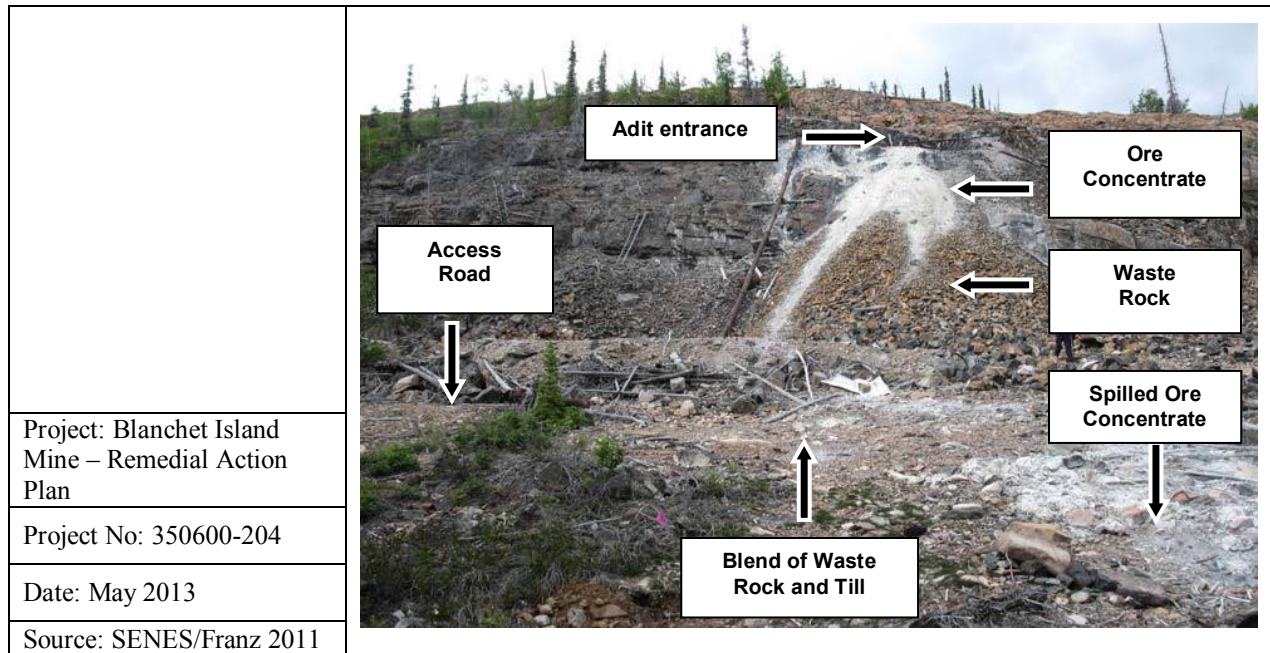 Project: Blanchet Island
Mine – Remedial Action
Plan
Project No: 350600-204
Date: May 2013
Source: SENES/Franz 2011
Adit entrance
Ore
Concentrate
Access
Road
Waste
Rock
Spilled Ore
Concentrate
Blend of Waste
Rock and Till